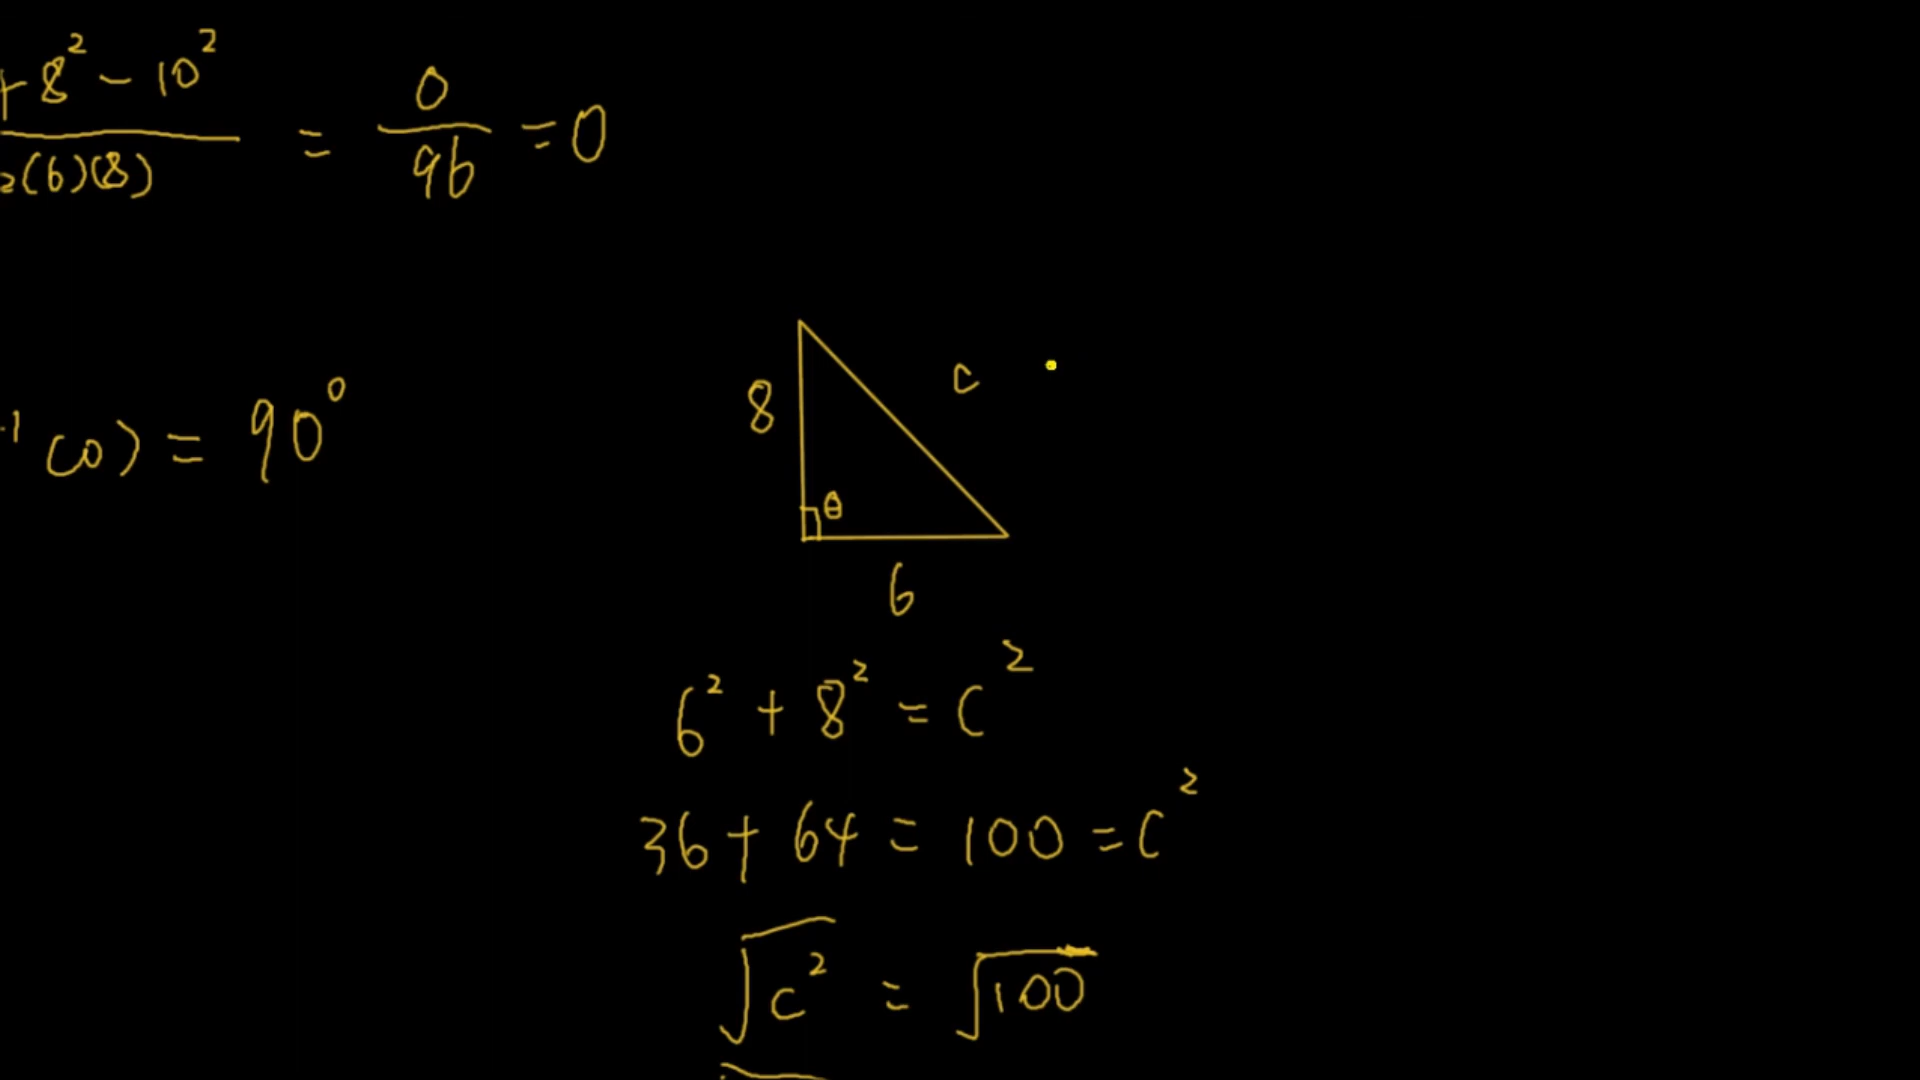 + 8² - 10²
2(6)(8)
= 0/96 = 0
-1 (0) = 90°
8
c
θ
6
6² + 8² = C²
36 + 64 = 100 = C²
√c² = √100